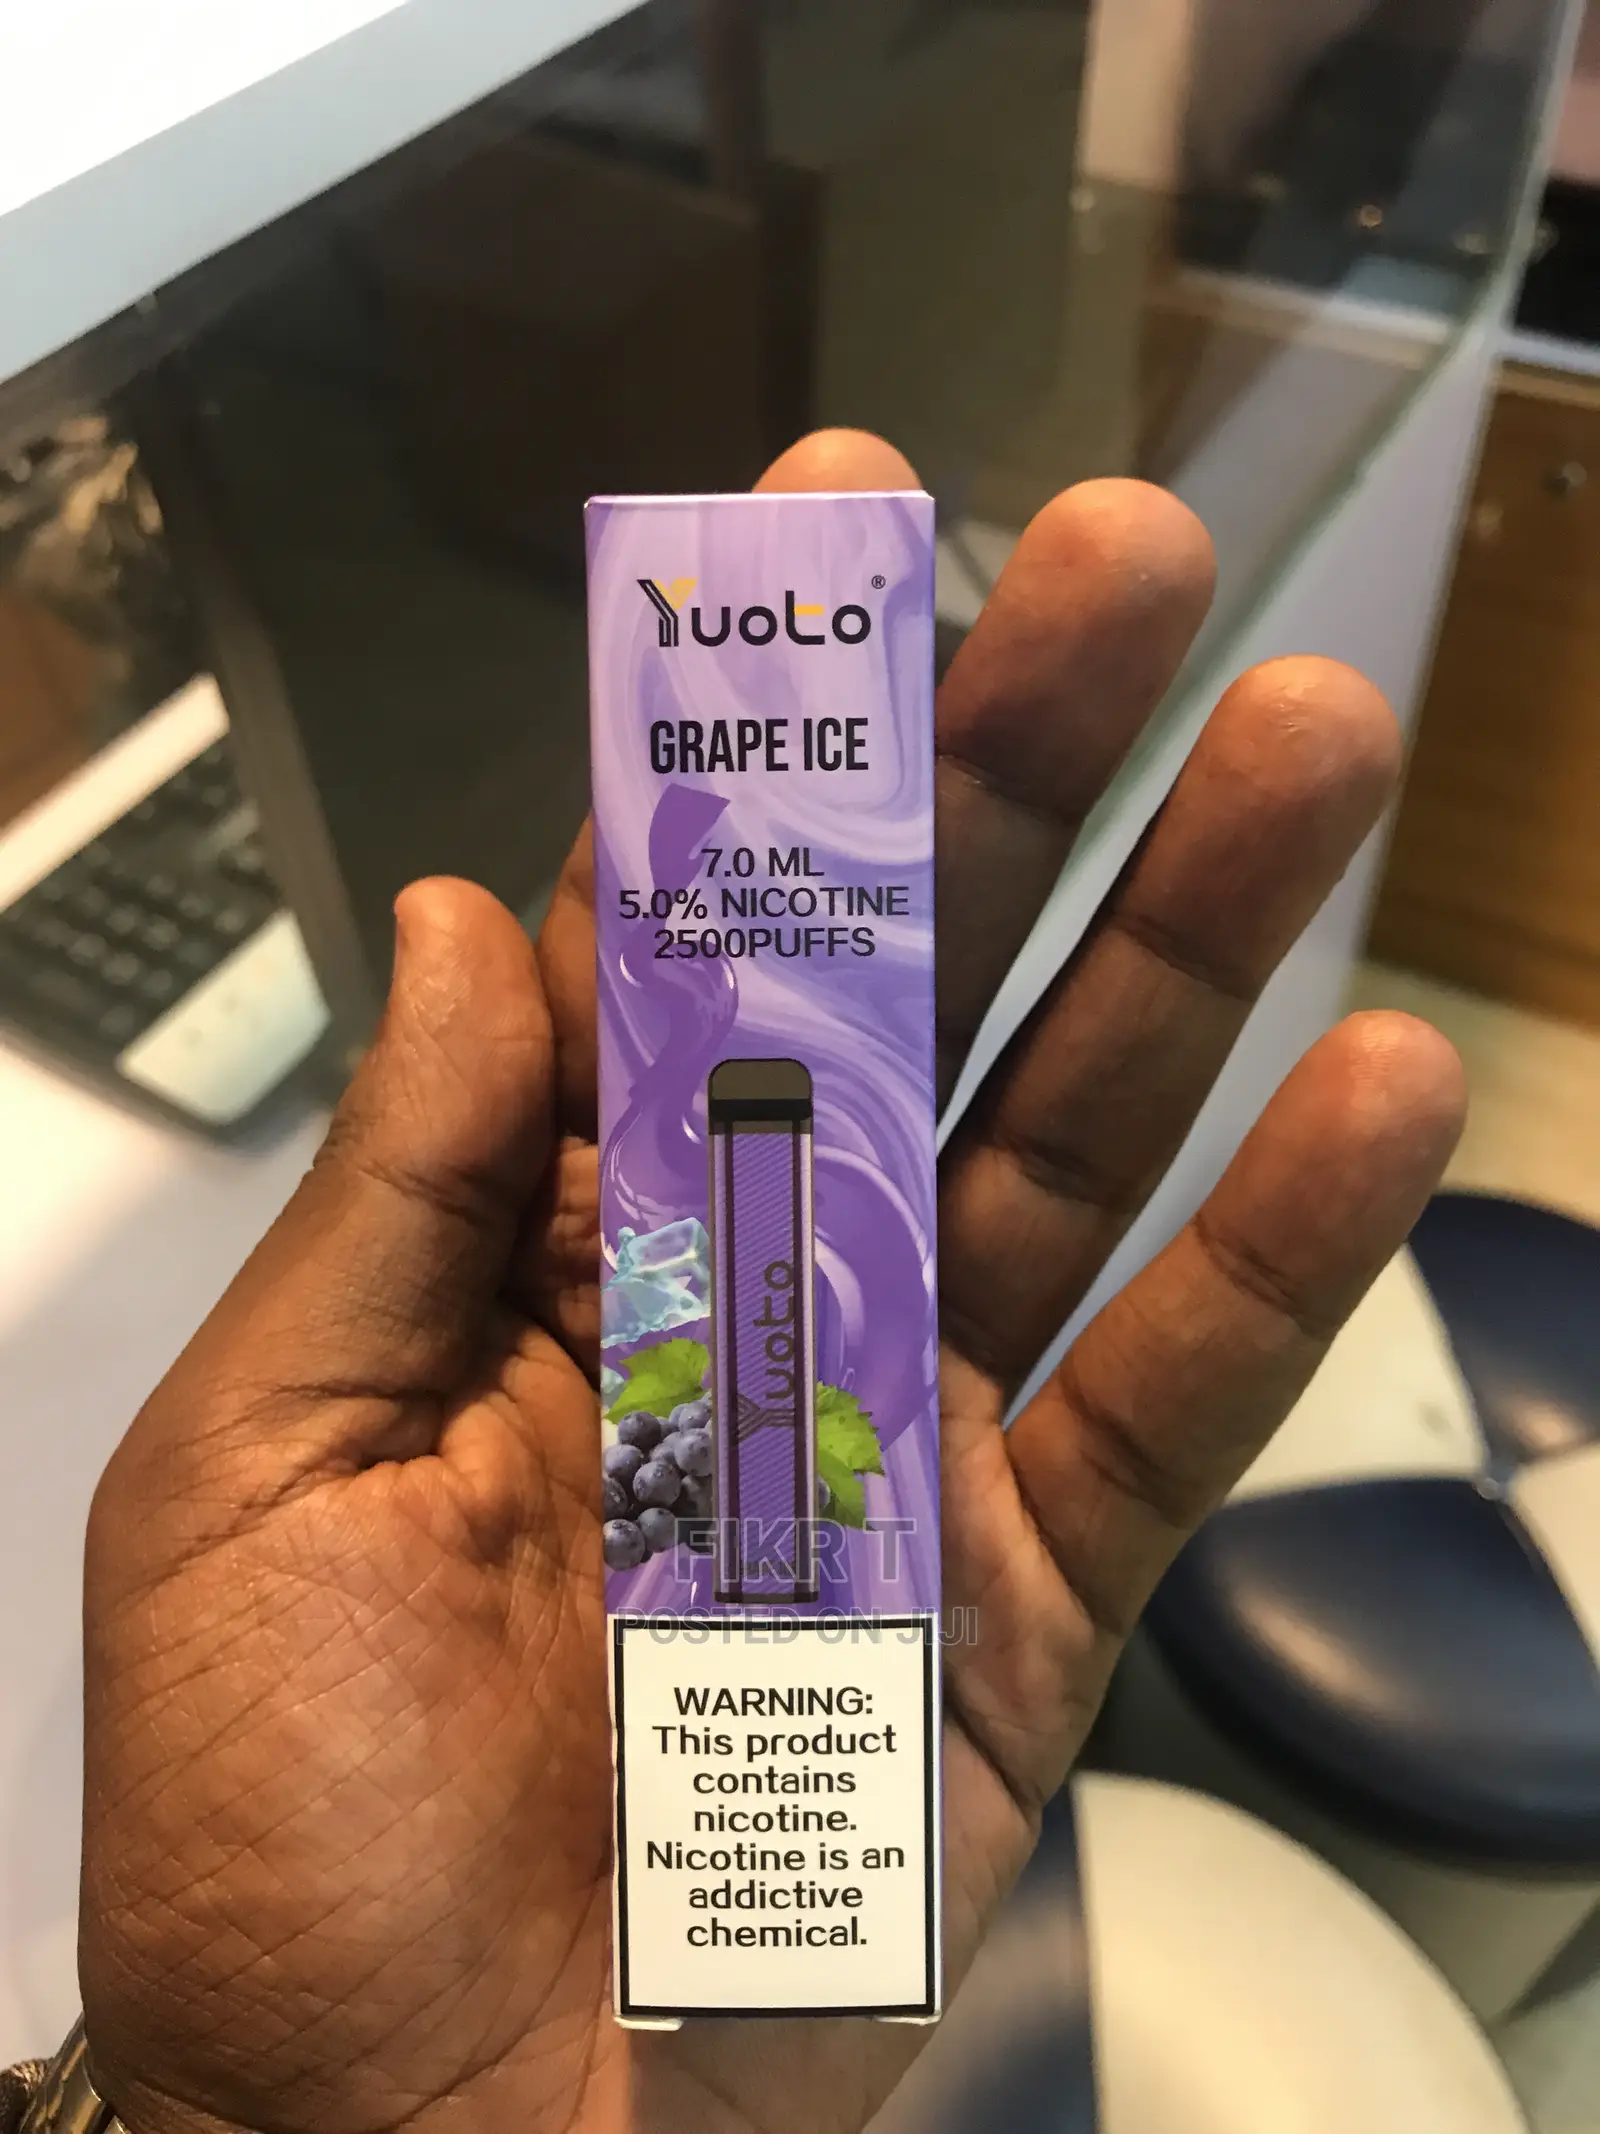 Yuoto®
GRAPE ICE
7.0 ML
5.0% NICOTINE
2500PUFFS
Yuoto
FIKR T
POSTED ON JIJI
WARNING:
This product
contains
nicotine.
Nicotine is an
addictive
chemical.